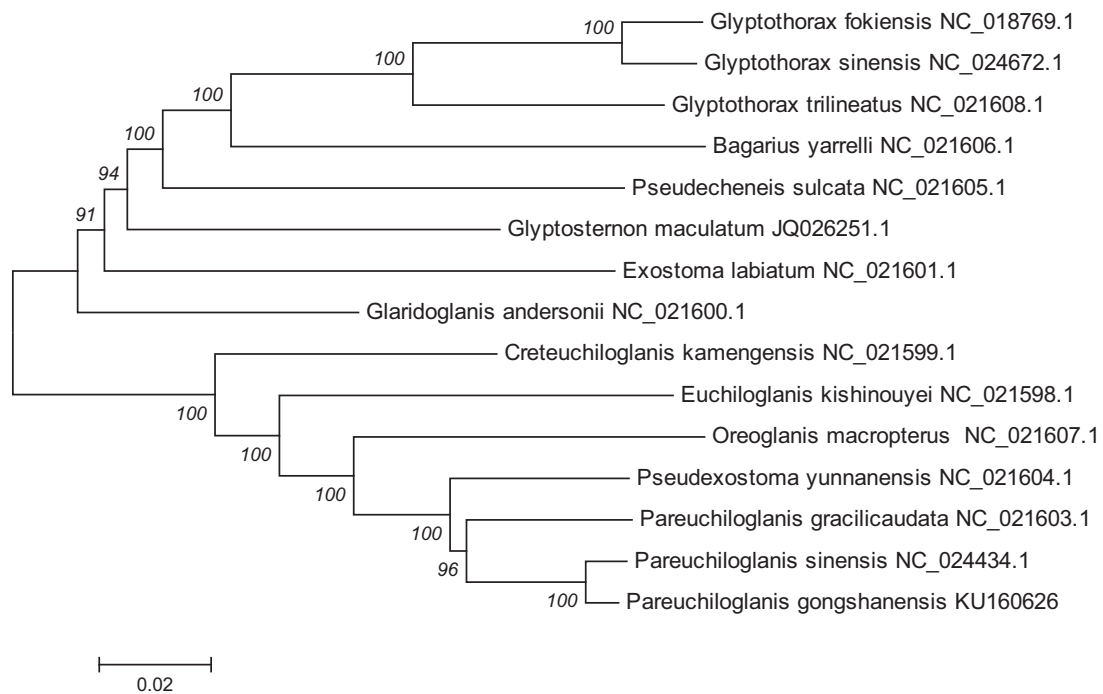 100 Glyptothorax fokiensis NC_018769.1
100 Glyptothorax sinensis NC_024672.1
100 Glyptothorax trilineatus NC_021608.1
100 Bagarius yarrelli NC_021606.1
94 Pseudecheneis sulcata NC_021605.1
91 Glyptosternon maculatum JQ026251.1
Exostoma labiatum NC_021601.1
Glaridoglanis andersonii NC_021600.1
Creteuchiloglanis kamengensis NC_021599.1
100 Euchiloglanis kishinouyei NC_021598.1
100 Oreoglanis macropterus NC_021607.1
100 Pseudexostoma yunnanensis NC_021604.1
100 Pareuchiloglanis gracilicaudata NC_021603.1
96 Pareuchiloglanis sinensis NC_024434.1
100 Pareuchiloglanis gongshanensis KU160626
0.02